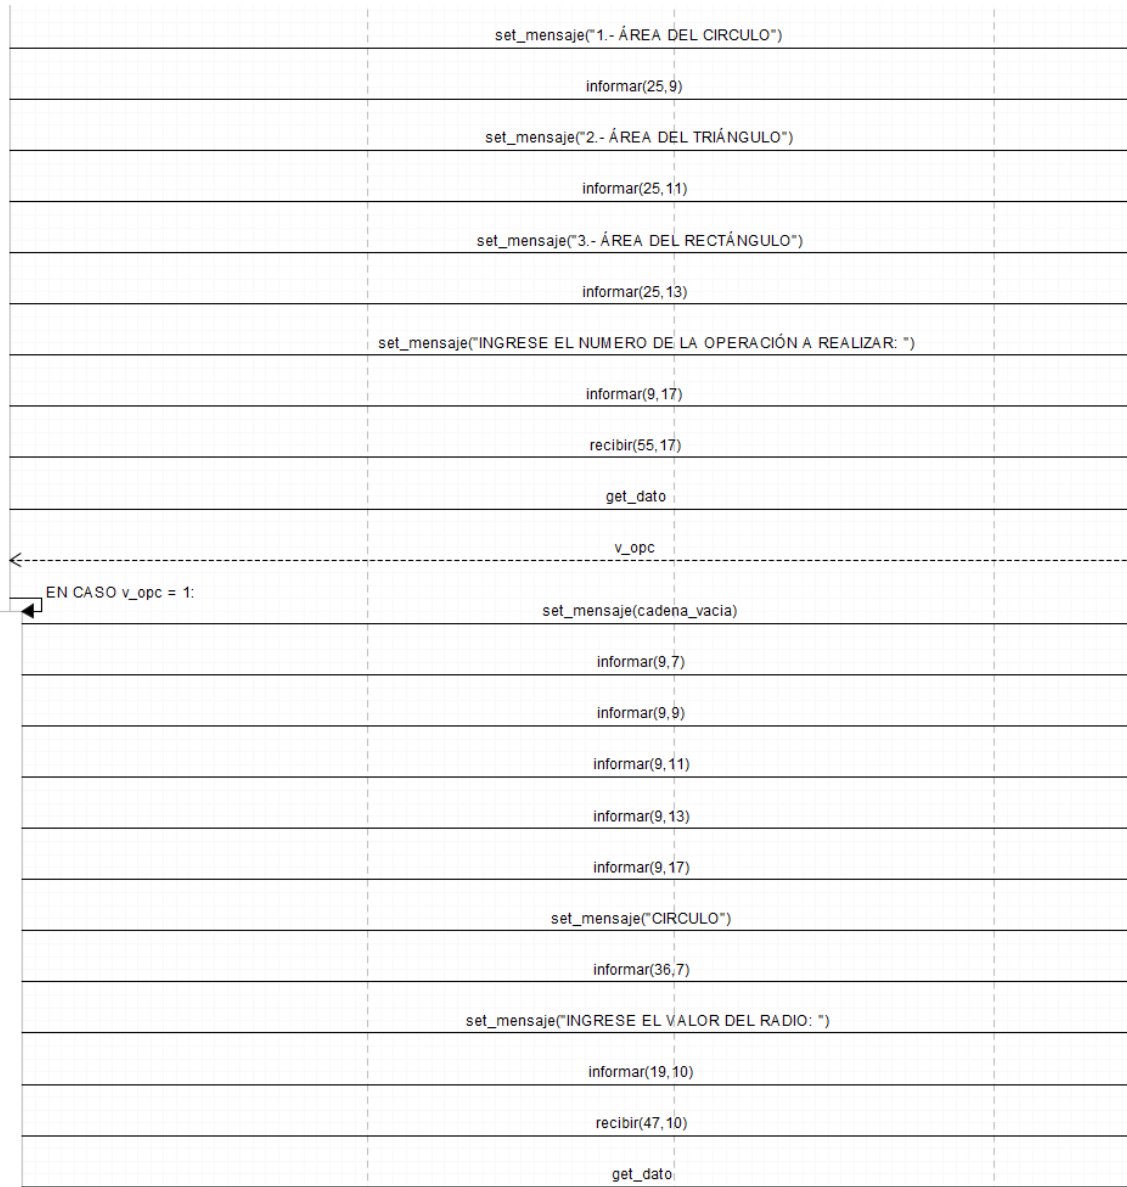 set_mensaje("1.- ÁREA DEL CIRCULO")
informar(25,9)
set_mensaje("2.- ÁREA DEL TRIÁNGULO")
informar(25,11)
set_mensaje("3.- ÁREA DEL RECTÁNGULO")
informar(25,13)
set_mensaje("INGRESE EL NUMERO DE LA OPERACIÓN A REALIZAR: ")
informar(9,17)
recibir(55,17)
get_dato
v_opc
EN CASO v_opc = 1:
set_mensaje(cadena_vacia)
informar(9,7)
informar(9,9)
informar(9,11)
informar(9,13)
informar(9,17)
set_mensaje("CIRCULO")
informar(36,7)
set_mensaje("INGRESE EL VALOR DEL RADIO: ")
informar(19,10)
recibir(47,10)
get_dato